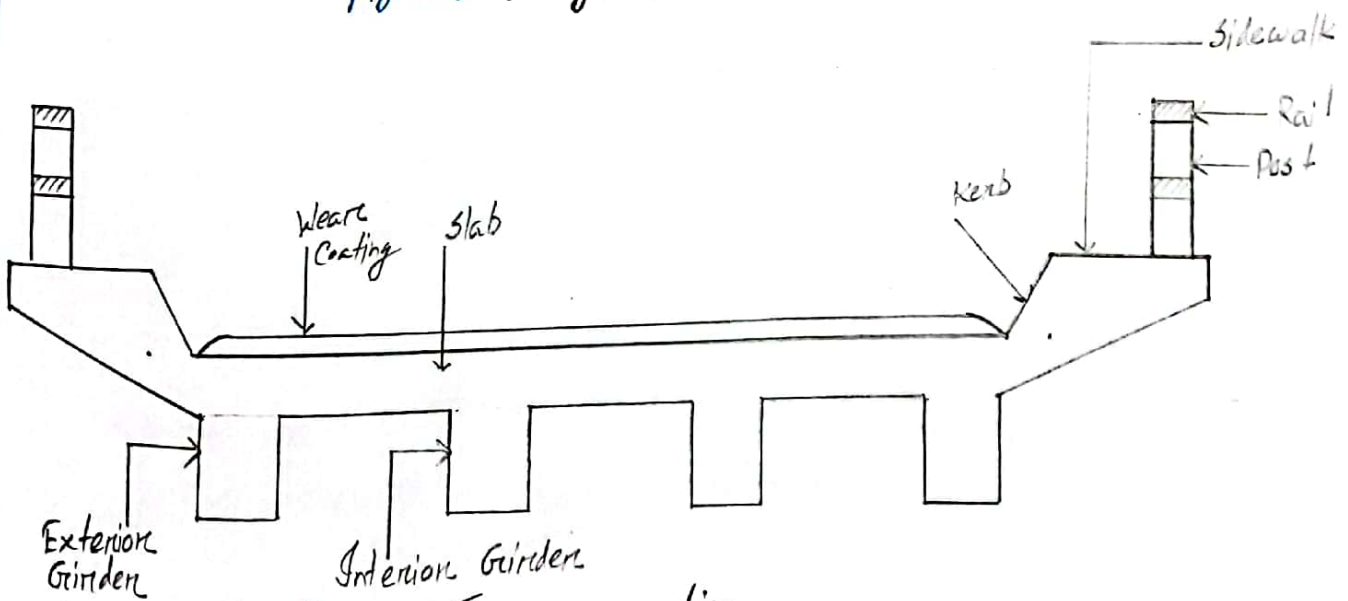 Sidewalk
Rail
Post
Kerb
Weare
Coating
Slab
Exterior
Girder
Interior Girder